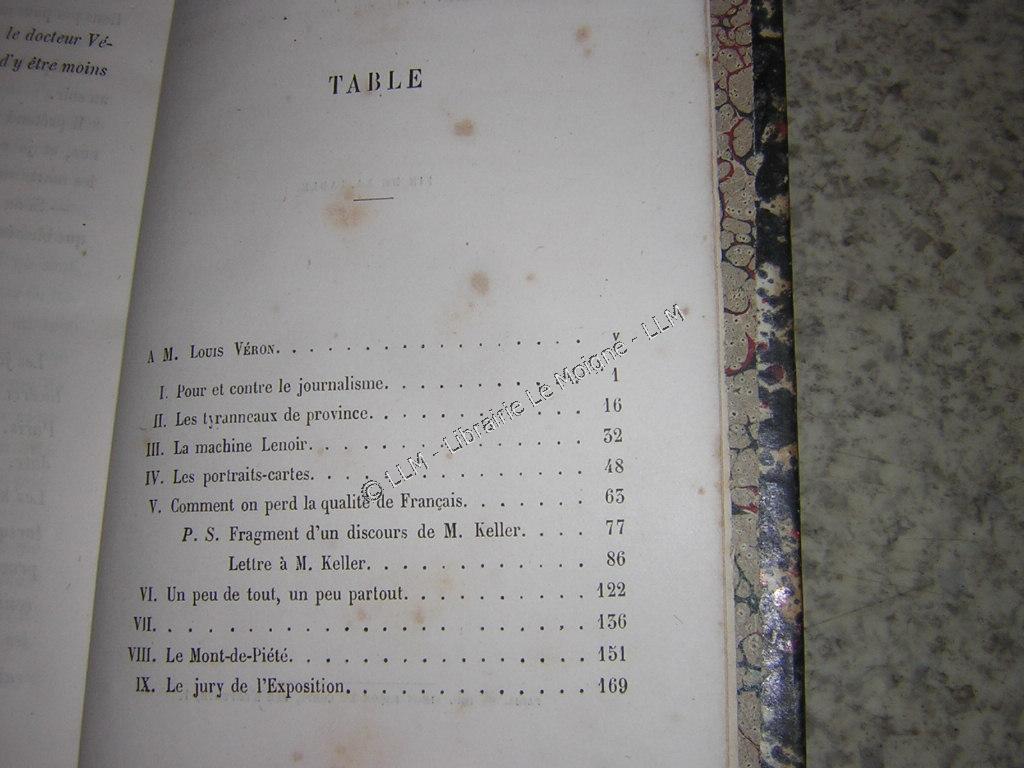 le docteur Vé-
d'y être moins
TABLE
A M. Louis Véron. . . . . . . . . . . . . . . . . v
I. Pour et contre le journalisme. . . . . . . . . . . 1
II. Les tyranneaux de province. . . . . . . . . . . . 16
III. La machine Lenoir. . . . . . . . . . . . . . . 32
IV. Les portraits-cartes. . . . . . . . . . . . . . . 48
V. Comment on perd la qualité de Français. . . . . . . 63
P. S. Fragment d'un discours de M. Keller. . . . 77
Lettre à M. Keller. . . . . . . . . . . . 86
VI. Un peu de tout, un peu partout. . . . . . . . . . 122
VII. . . . . . . . . . . . . . . . . . . . . . 136
VIII. Le Mont-de-Piété. . . . . . . . . . . . . . . 151
IX. Le jury de l'Exposition. . . . . . . . . . . . . 169
© LLM - Librairie Le Moigne - LLM